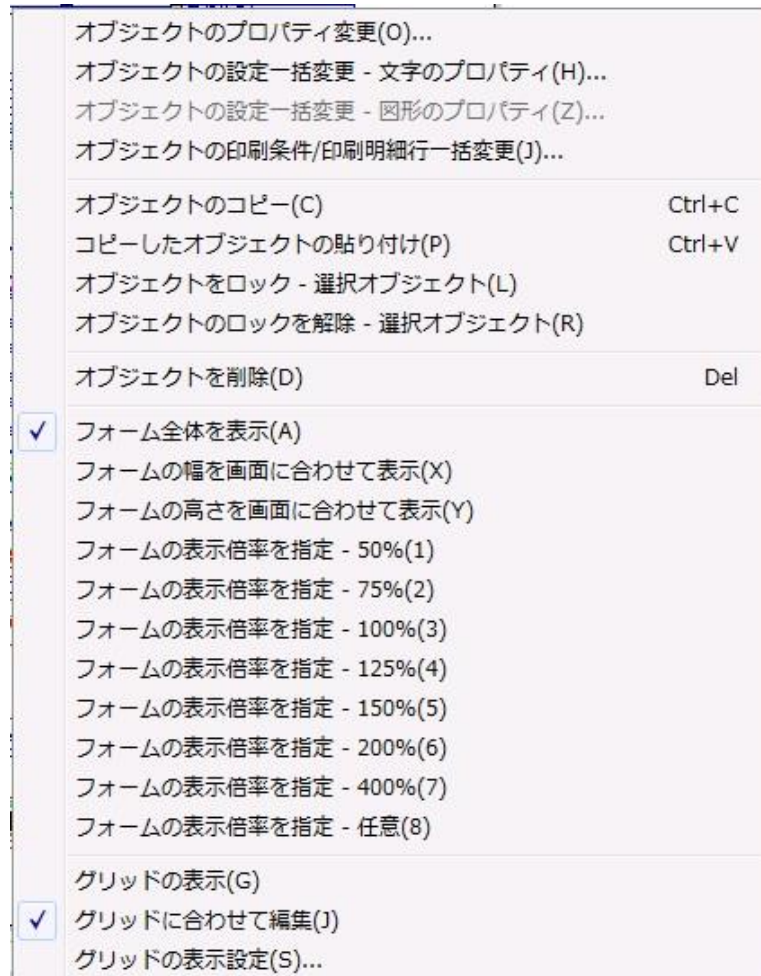 オブジェクトのプロパティ変更(O)...
オブジェクトの設定一括変更 - 文字のプロパティ(H)...
オブジェクトの設定一括変更 - 図形のプロパティ(Z)...
オブジェクトの印刷条件/印刷明細行一括変更(J)...
オブジェクトのコピー(C) Ctrl+C
コピーしたオブジェクトの貼り付け(P) Ctrl+V
オブジェクトをロック - 選択オブジェクト(L)
オブジェクトのロックを解除 - 選択オブジェクト(R)
オブジェクトを削除(D) Del
フォーム全体を表示(A)
フォームの幅を画面に合わせて表示(X)
フォームの高さを画面に合わせて表示(Y)
フォームの表示倍率を指定 - 50%(1)
フォームの表示倍率を指定 - 75%(2)
フォームの表示倍率を指定 - 100%(3)
フォームの表示倍率を指定 - 125%(4)
フォームの表示倍率を指定 - 150%(5)
フォームの表示倍率を指定 - 200%(6)
フォームの表示倍率を指定 - 400%(7)
フォームの表示倍率を指定 - 任意(8)
グリッドの表示(G)
グリッドに合わせて編集(J)
グリッドの表示設定(S)...